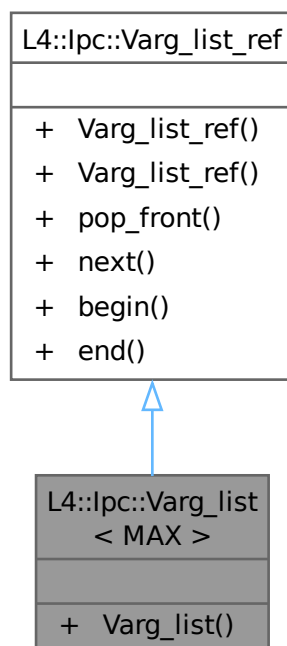 L4::Ipc::Varg_list_ref
+ Varg_list_ref()
+ Varg_list_ref()
+ pop_front()
+ next()
+ begin()
+ end()
L4::Ipc::Varg_list
< MAX >
+ Varg_list()